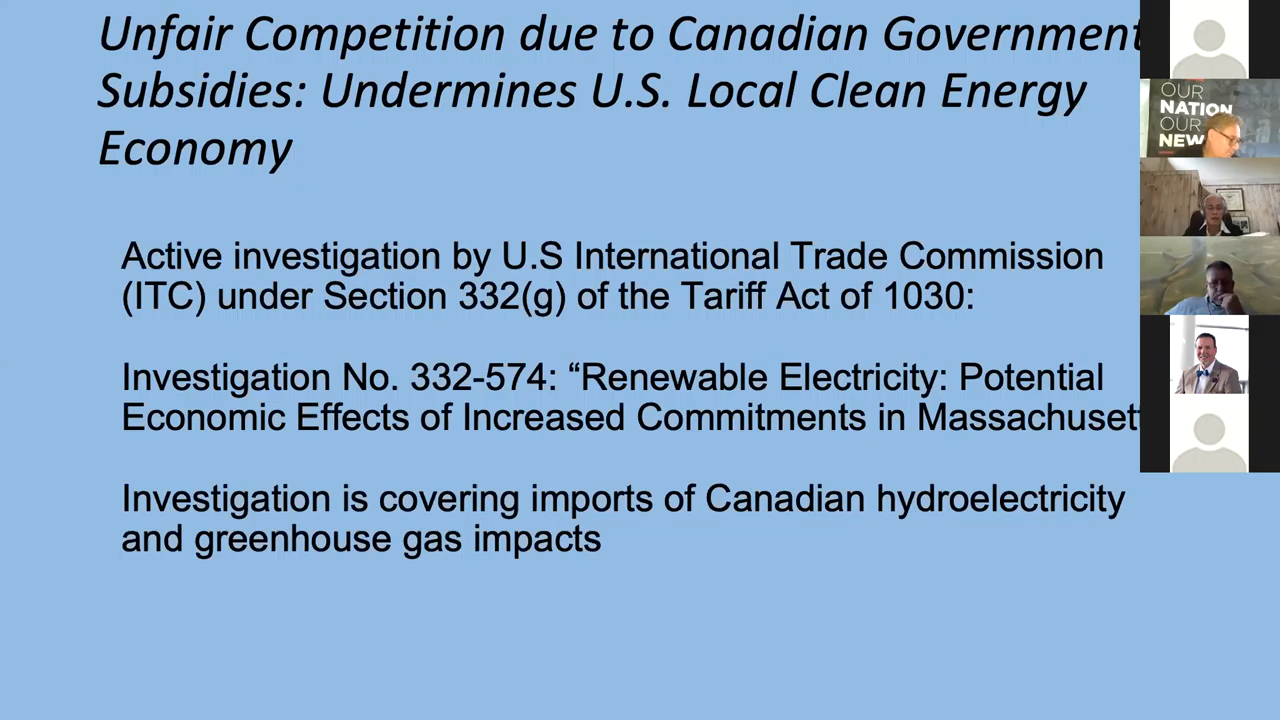 Unfair Competition due to Canadian Government
Subsidies: Undermines U.S. Local Clean Energy
Economy
Active investigation by U.S International Trade Commission
(ITC) under Section 332(g) of the Tariff Act of 1030:
Investigation No. 332-574: “Renewable Electricity: Potential
Economic Effects of Increased Commitments in Massachusett
Investigation is covering imports of Canadian hydroelectricity
and greenhouse gas impacts
OUR
NATION
OUR
NEW